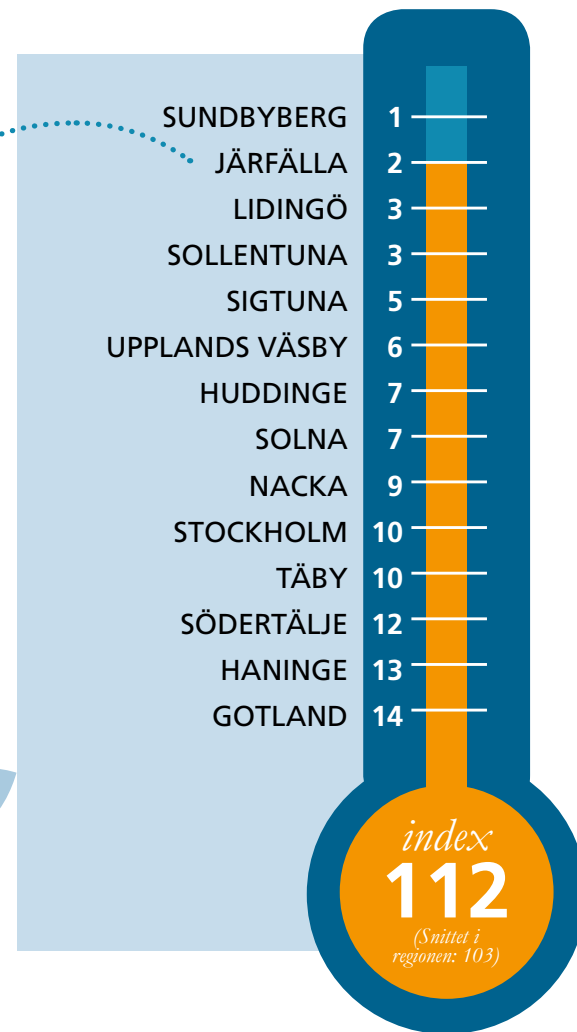 SUNDBYBERG 1
JÄRFÄLLA 2
LIDINGÖ 3
SOLLENTUNA 3
SIGTUNA 5
UPPLANDS VÄSBY 6
HUDDINGE 7
SOLNA 7
NACKA 9
STOCKHOLM 10
TÄBY 10
SÖDERTÄLJE 12
HANINGE 13
GOTLAND 14
index
112
(Snittet i
regionen: 103)